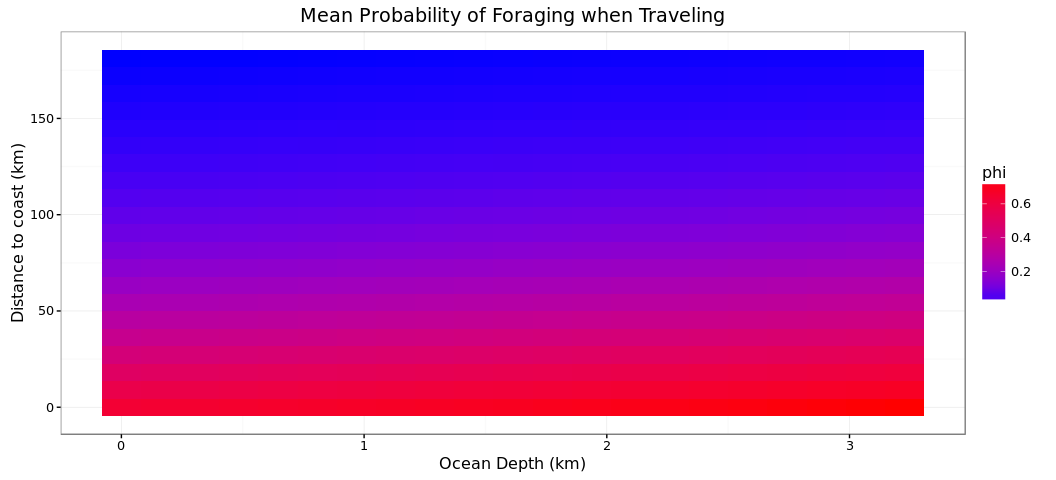 Mean Probability of Foraging when Traveling
Distance to coast (km)
150
100
50
0
0 1 2 3
Ocean Depth (km)
phi
0.6
0.4
0.2